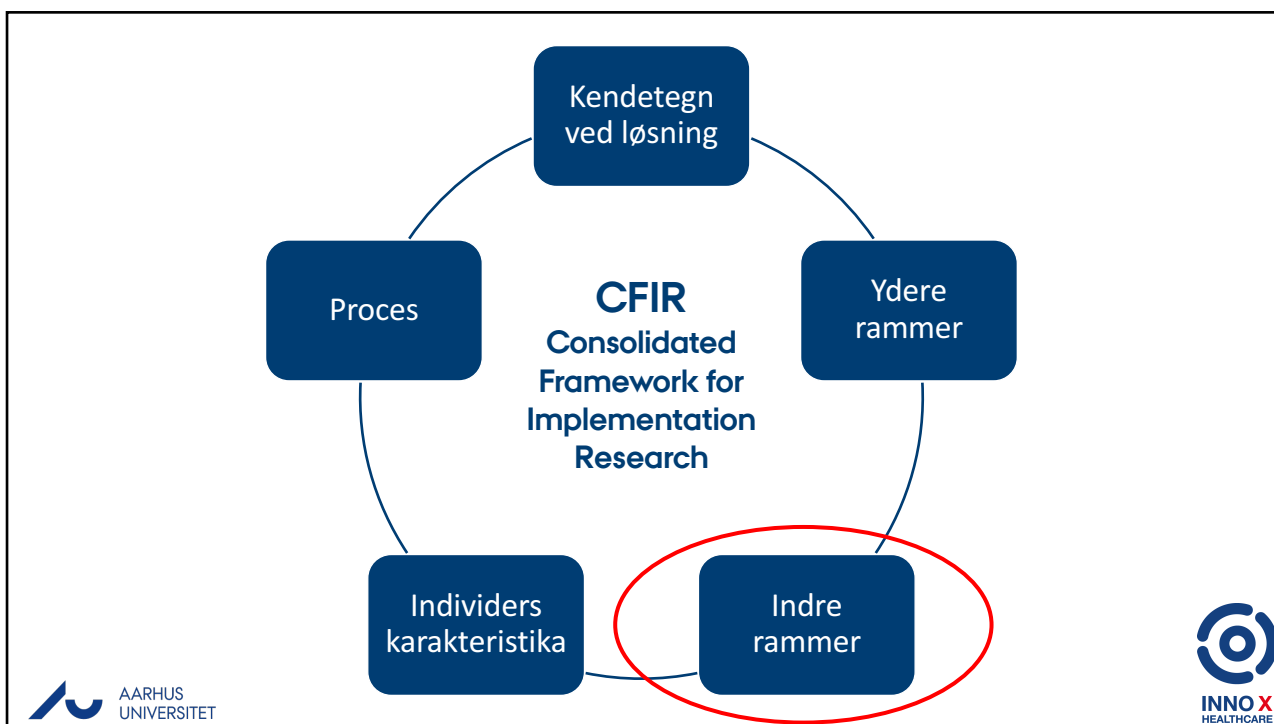 Kendetegn
ved løsning
Proces
CFIR
Consolidated
Framework for
Implementation
Research
Ydere
rammer
Individers
karakteristika
Indre
rammer
AARHUS
UNIVERSITET
INNO X
HEALTHCARE